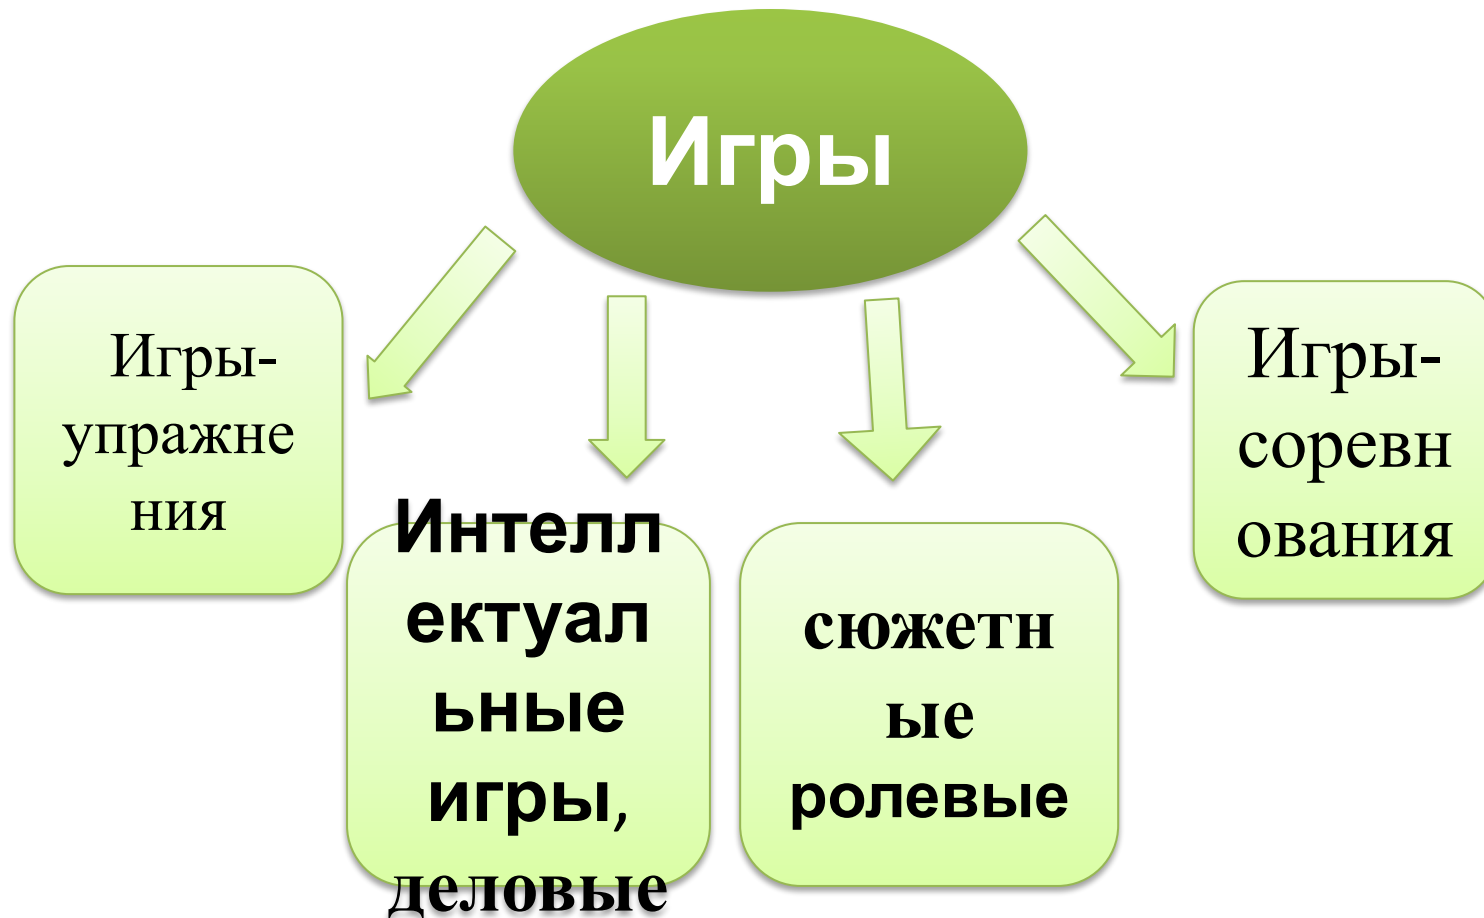 Игры
Игры-
упражне
ния
Интелл
ектуал
ьные
игры,
деловые
сюжетн
ые
ролевые
Игры-
соревн
ования